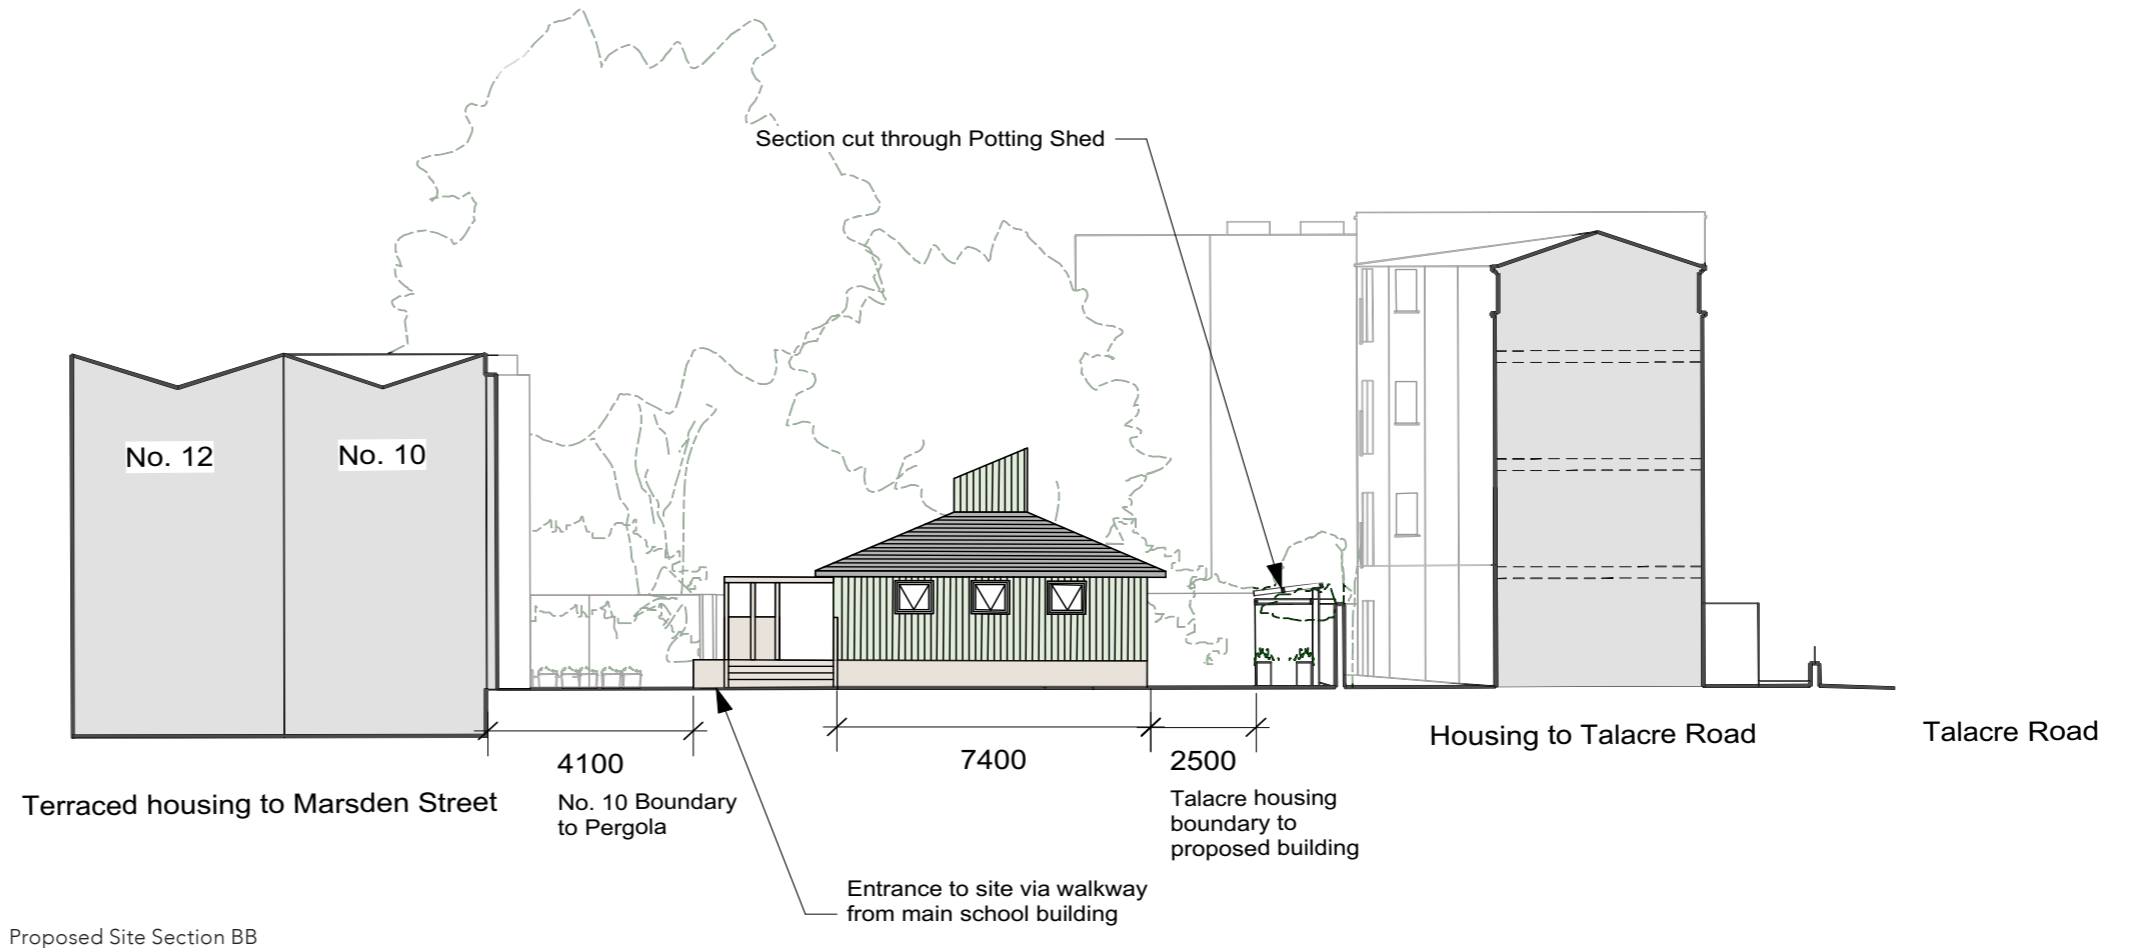 Section cut through Potting Shed
No. 12
No. 10
4100
7400
2500
Housing to Talacre Road
Talacre Road
Terraced housing to Marsden Street
No. 10 Boundary
to Pergola
Talacre housing
boundary to
proposed building
Entrance to site via walkway
from main school building
Proposed Site Section BB